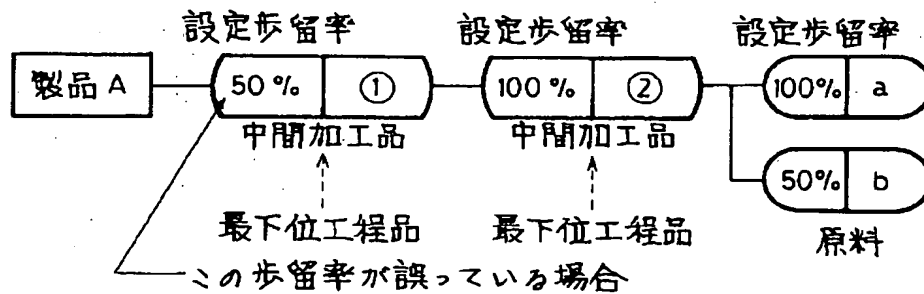 設定歩留率 設定歩留率 設定歩留率
製品A 50% ① 100% ② 100% a
中間加工品 中間加工品
50% b
最下位工程品 最下位工程品 原料
この歩留率が誤っている場合